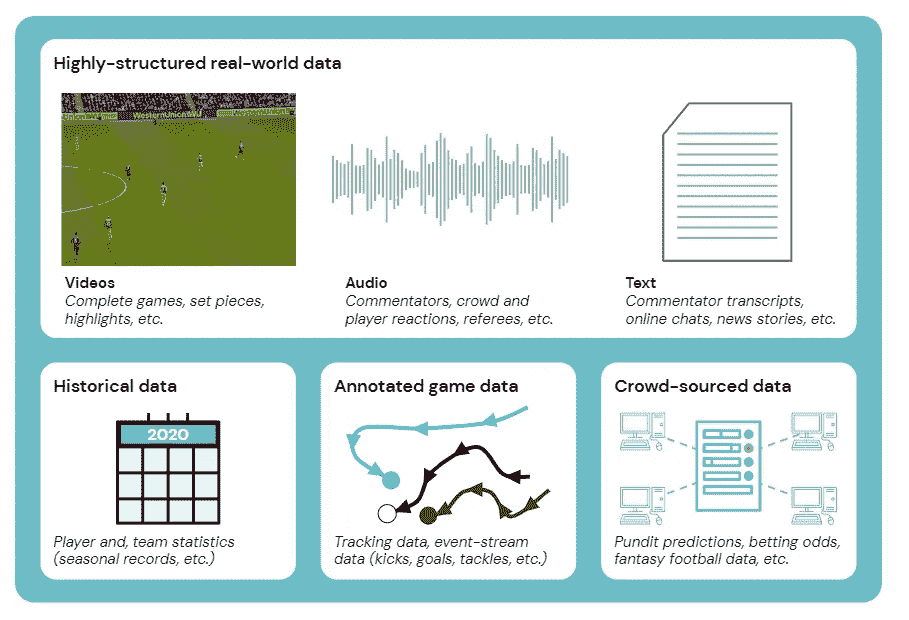 Highly-structured real-world data
WesternUnionWU
Videos
Complete games, set pieces,
highlights, etc.
Audio
Commentators, crowd and
player reactions, referees, etc.
Text
Commentator transcripts,
online chats, news stories, etc.
Historical data
2020
Player and, team statistics
(seasonal records, etc.)
Annotated game data
Tracking data, event-stream
data (kicks, goals, tackles, etc.)
Crowd-sourced data
Pundit predictions, betting odds,
fantasy football data, etc.